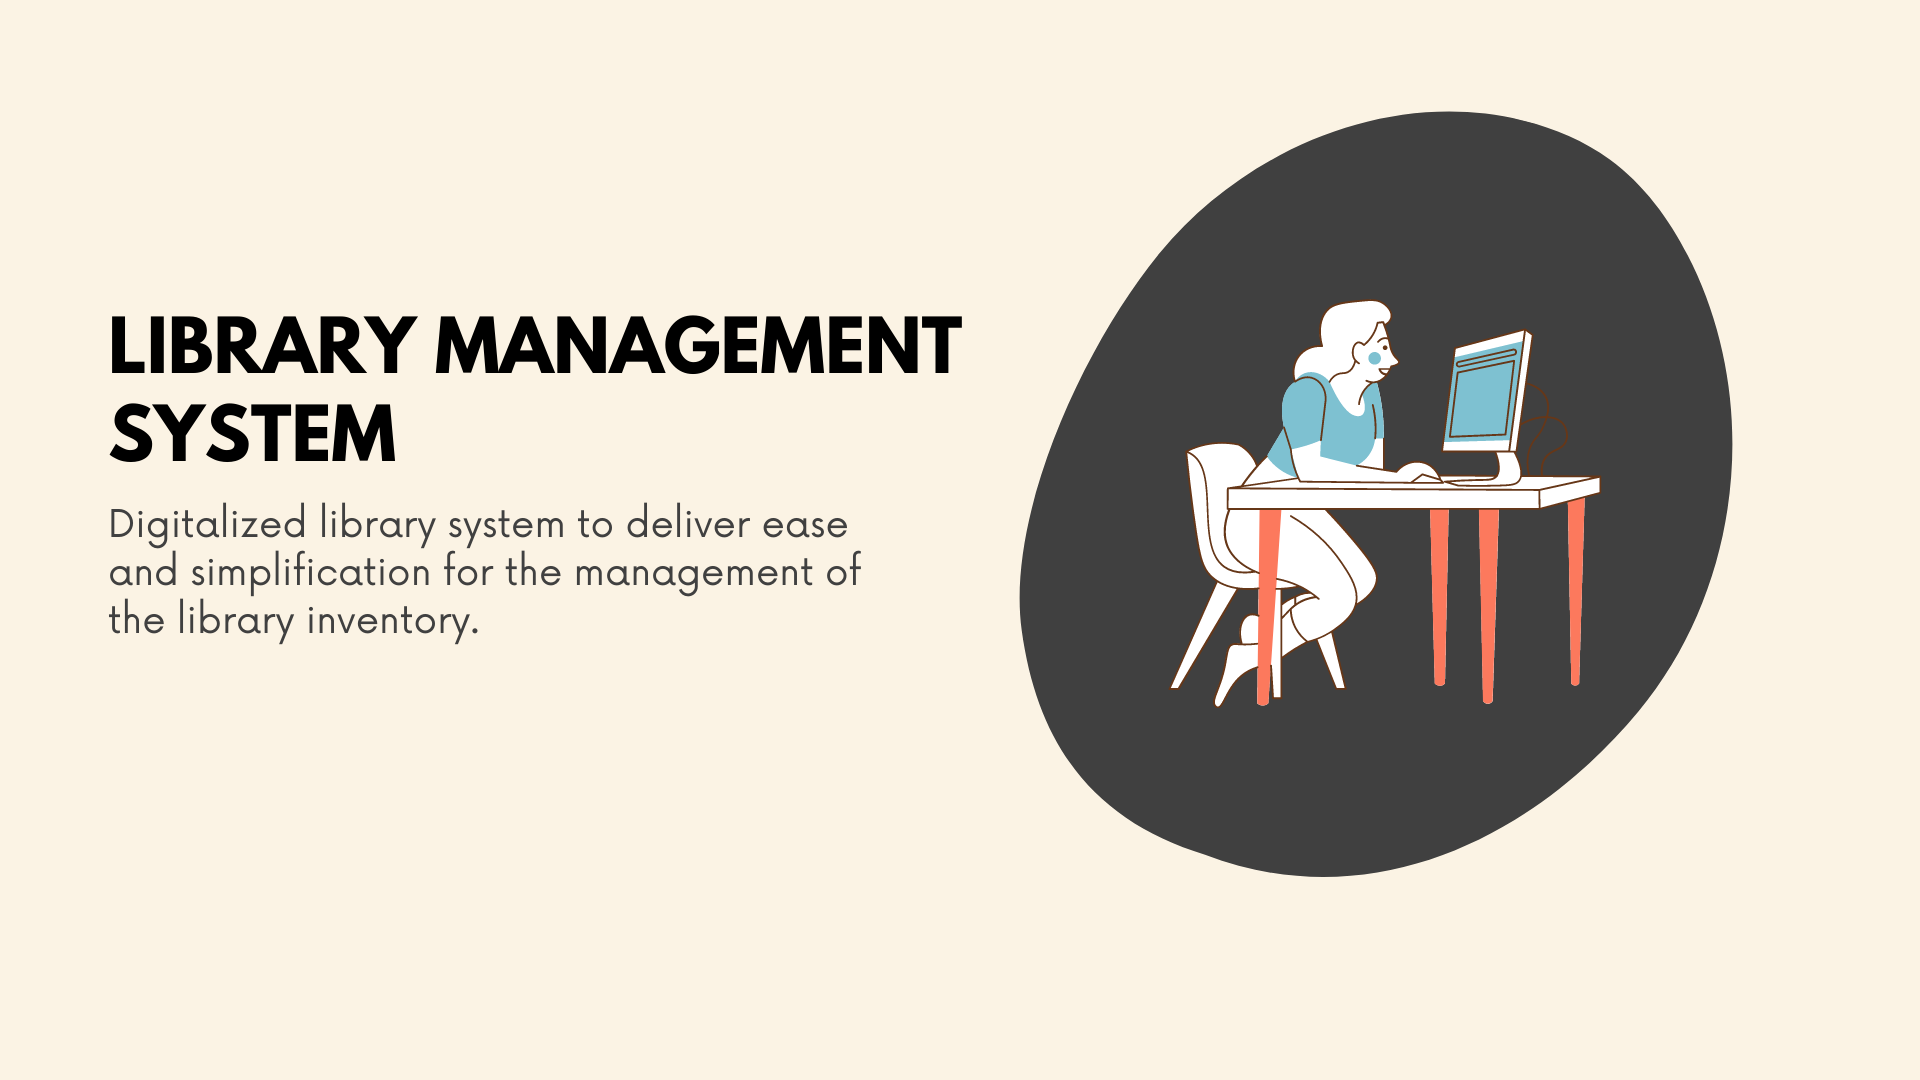 LIBRARY MANAGEMENT
SYSTEM
Digitalized library system to deliver ease
and simplification for the management of
the library inventory.